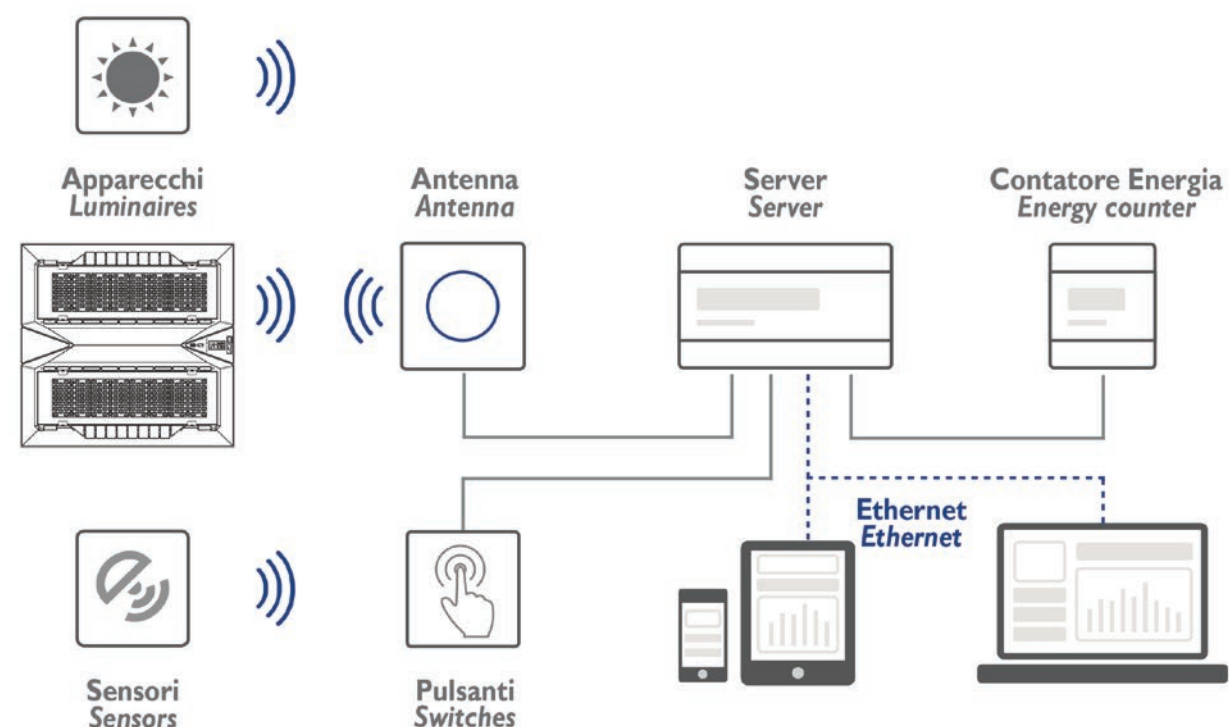 Apparecchi
Luminaires
Antenna
Antenna
Server
Server
Contatore Energia
Energy counter
Ethernet
Ethernet
Sensori
Sensors
Pulsanti
Switches